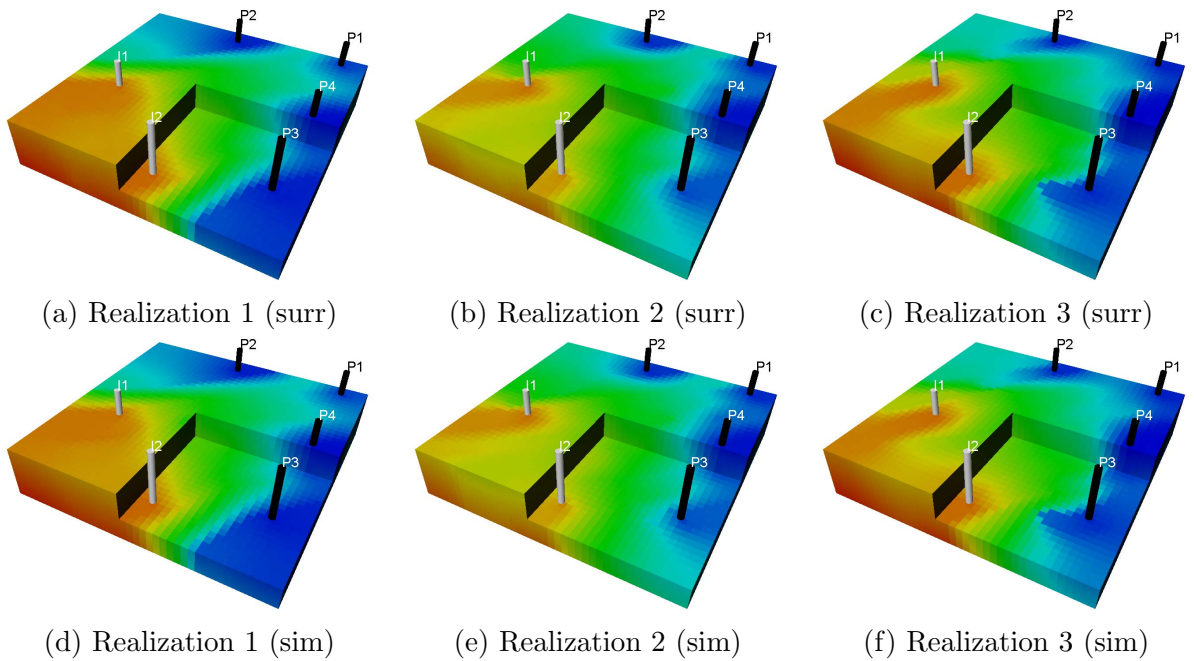 P2
P1
I1
P4
I2
P3
P2
P1
I1
P4
I2
P3
P2
P1
I1
P4
I2
P3
(a) Realization 1 (surr)
(b) Realization 2 (surr)
(c) Realization 3 (surr)
P2
P1
I1
P4
I2
P3
P2
P1
I1
P4
I2
P3
P2
P1
I1
P4
I2
P3
(d) Realization 1 (sim)
(e) Realization 2 (sim)
(f) Realization 3 (sim)